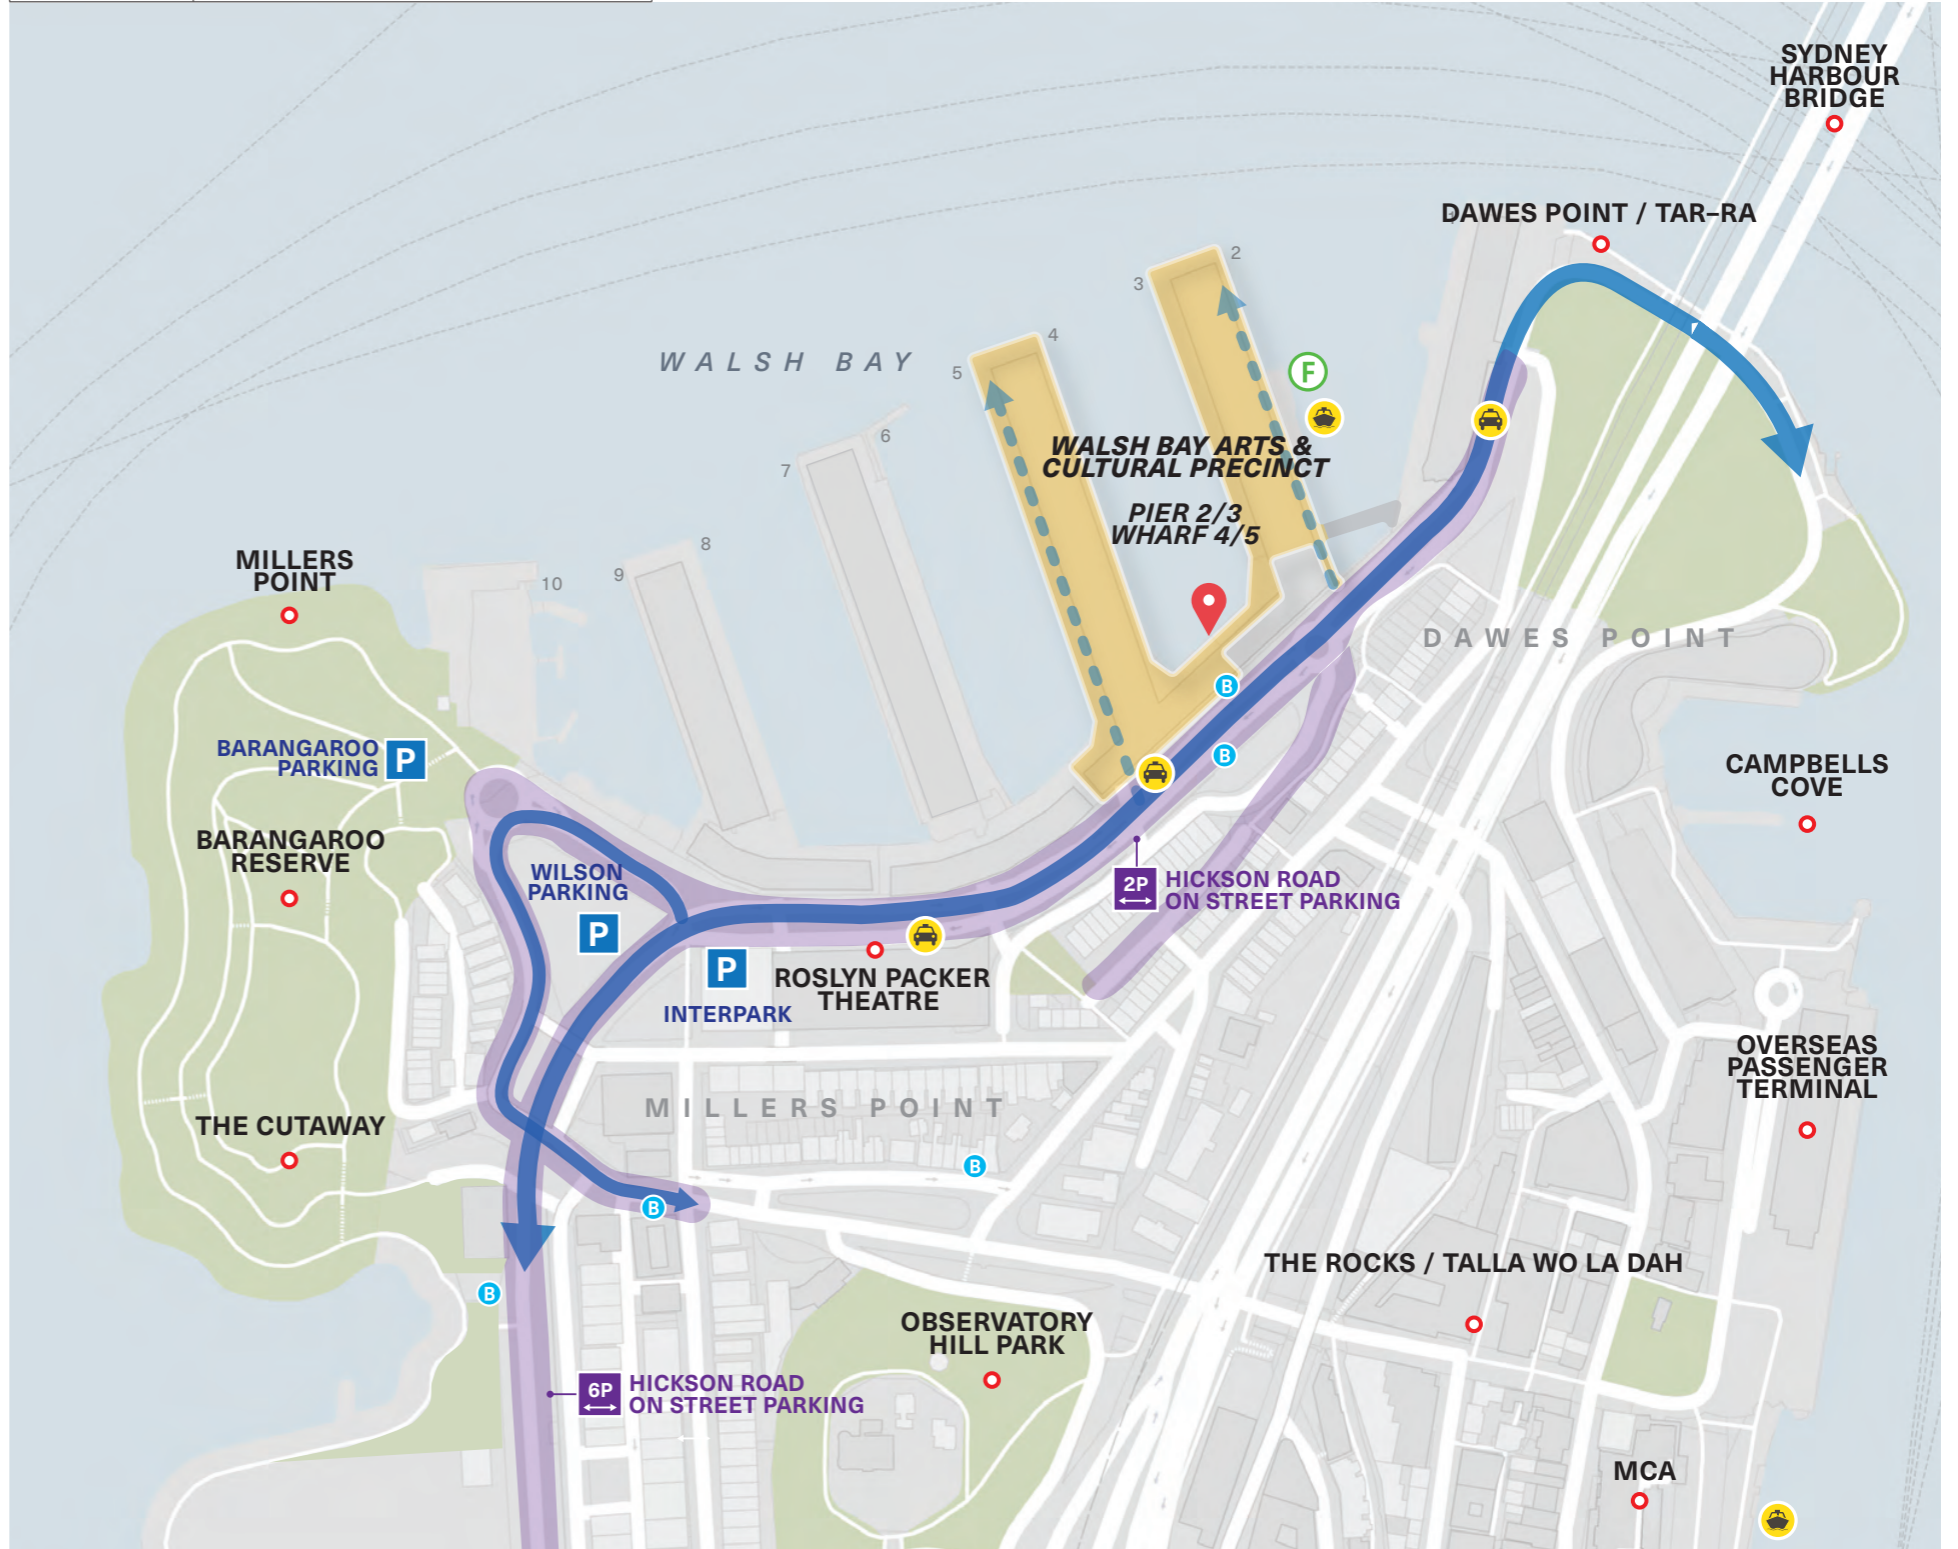 SYDNEY
HARBOUR
BRIDGE
DAWES POINT / TAR–RA
2
3
4
WALSH BAY
5
F
6
7
WALSH BAY ARTS &
CULTURAL PRECINCT
PIER 2/3
WHARF 4/5
8
9
10
MILLERS
POINT
DAWES POINT
B
BARANGAROO
PARKING
P
B
CAMPBELLS
COVE
BARANGAROO
RESERVE
WILSON
PARKING
P
2P
HICKSON ROAD
ON STREET PARKING
P
INTERPARK
ROSLYN PACKER
THEATRE
OVERSEAS
PASSENGER
TERMINAL
MILLERS POINT
THE CUTAWAY
B
B
THE ROCKS / TALLA WO LA DAH
B
OBSERVATORY
HILL PARK
6P
HICKSON ROAD
ON STREET PARKING
MCA